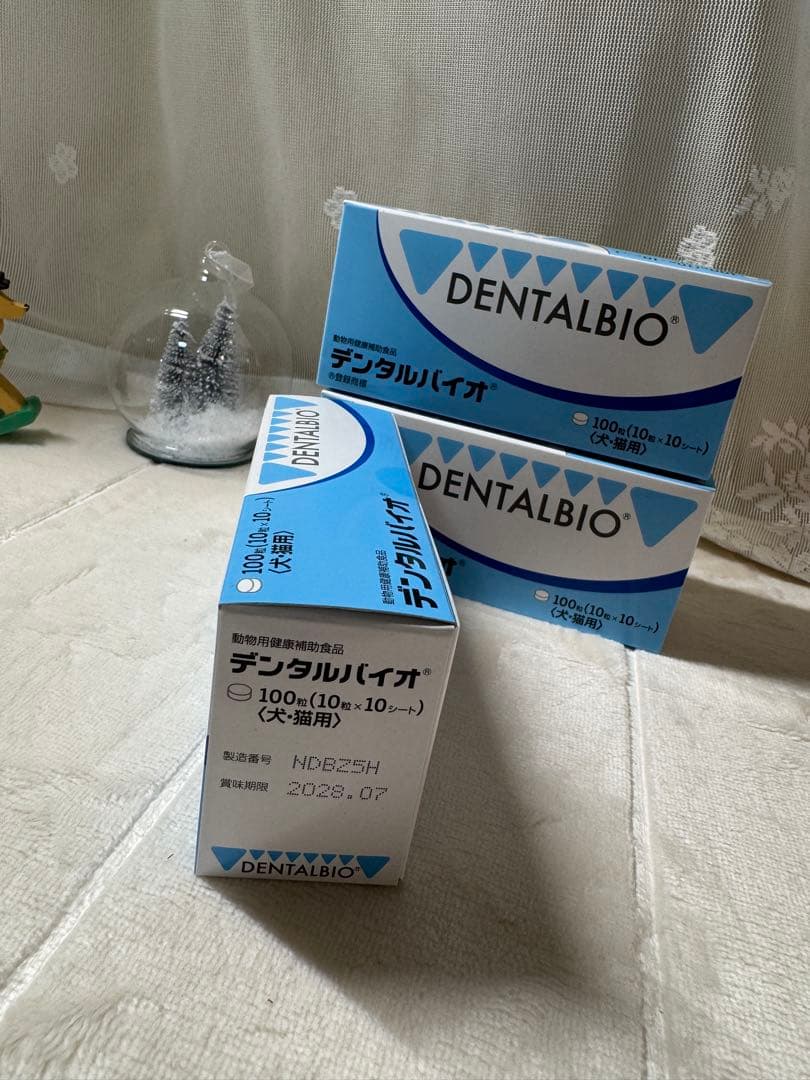 DENTALBIO®
動物用健康補助食品
デンタルバイオ®
®登録商標
100粒(10粒×10シート)
〈犬・猫用〉
DENTALBIO®
イオ®
100粒(10粒×10シート)
〈犬・猫用〉
DENTALBIO
100粒(10粒×10シート)
〈犬・猫用〉
動物用健康補助食品
デンタルバイオ®
動物用健康補助食品
デンタルバイオ®
100粒(10粒×10シート)
〈犬・猫用〉
製造番号 NDBZ5H
賞味期限 2028.07
DENTALBIO®